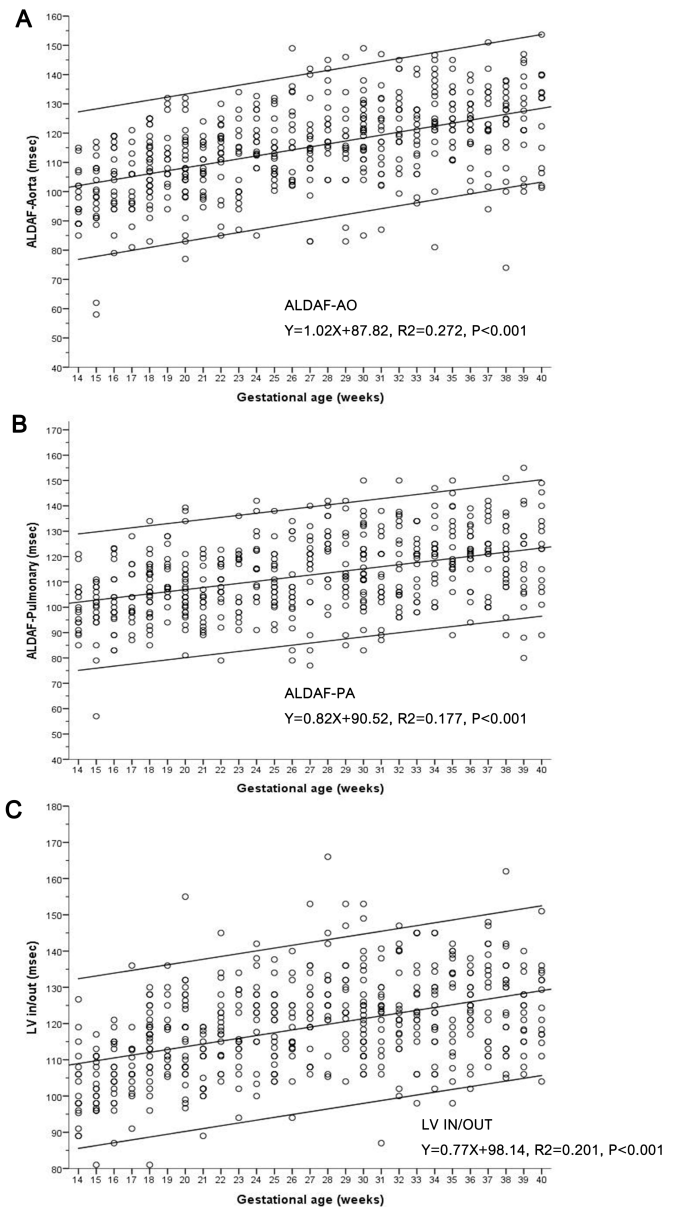 A
160
150
140
130
120
110
100
90
80
70
60
50
40
ALDAF-Aorta (msec)
ALDAF-AO
Y=1.02X+87.82, R2=0.272, P<0.001
14 15 16 17 18 19 20 21 22 23 24 25 26 27 28 29 30 31 32 33 34 35 36 37 38 39 40
Gestational age (weeks)
B
170
160
150
140
130
120
110
100
90
80
70
60
50
40
ALDAF-Pulmonary (msec)
ALDAF-PA
Y=0.82X+90.52, R2=0.177, P<0.001
14 15 16 17 18 19 20 21 22 23 24 25 26 27 28 29 30 31 32 33 34 35 36 37 38 39 40
Gestational age (weeks)
C
180
170
160
150
140
130
120
110
100
90
80
LV in/out (msec)
LV IN/OUT
Y=0.77X+98.14, R2=0.201, P<0.001
14 15 16 17 18 19 20 21 22 23 24 25 26 27 28 29 30 31 32 33 34 35 36 37 38 39 40
Gestational age (weeks)